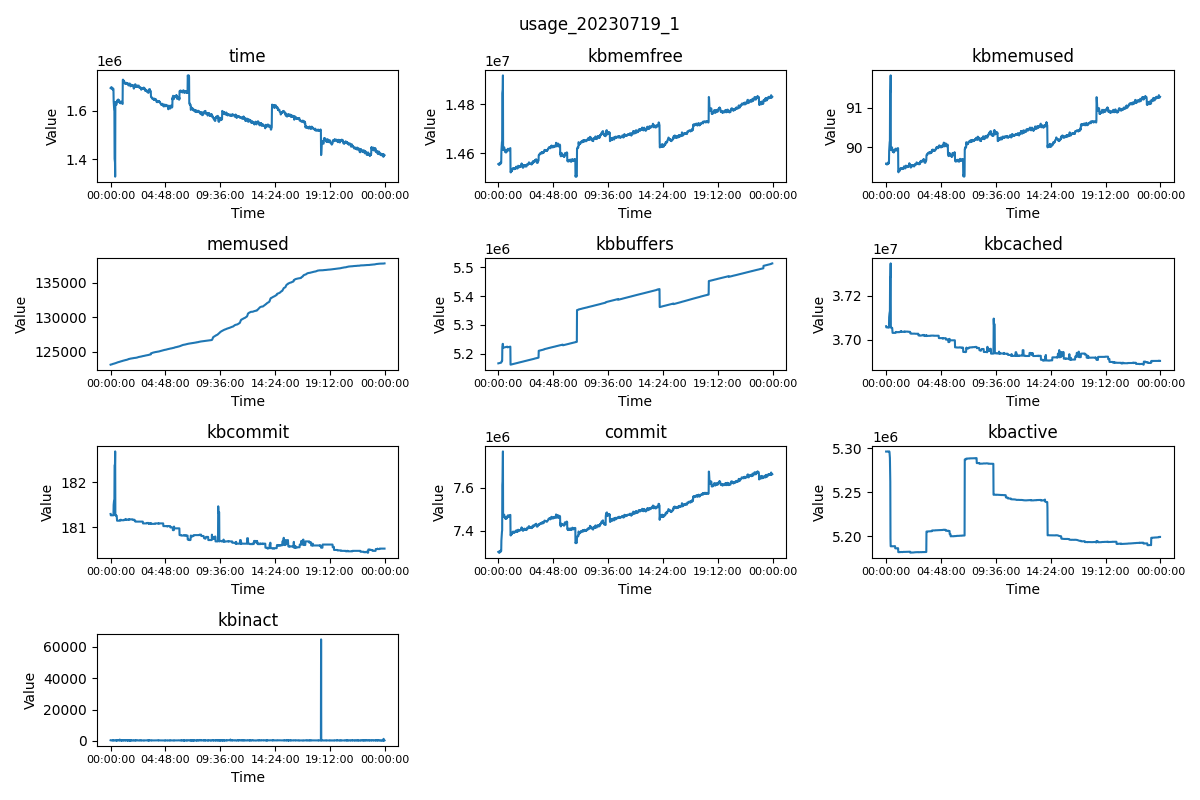 usage_20230719_1
time
1e6
Value
1.6
1.4
00:00:00 04:48:00 09:36:00 14:24:00 19:12:00 00:00:00
Time
kbmemfree
1e7
Value
1.48
1.46
00:00:00 04:48:00 09:36:00 14:24:00 19:12:00 00:00:00
Time
kbmemused
Value
91
90
00:00:00 04:48:00 09:36:00 14:24:00 19:12:00 00:00:00
Time
memused
Value
135000
130000
125000
00:00:00 04:48:00 09:36:00 14:24:00 19:12:00 00:00:00
Time
kbbuffers
1e6
Value
5.5
5.4
5.3
5.2
00:00:00 04:48:00 09:36:00 14:24:00 19:12:00 00:00:00
Time
kbcached
1e7
Value
3.72
3.70
00:00:00 04:48:00 09:36:00 14:24:00 19:12:00 00:00:00
Time
kbcommit
Value
182
181
00:00:00 04:48:00 09:36:00 14:24:00 19:12:00 00:00:00
Time
commit
1e6
Value
7.6
7.4
00:00:00 04:48:00 09:36:00 14:24:00 19:12:00 00:00:00
Time
kbactive
1e6
Value
5.30
5.25
5.20
00:00:00 04:48:00 09:36:00 14:24:00 19:12:00 00:00:00
Time
kbinact
Value
60000
40000
20000
0
00:00:00 04:48:00 09:36:00 14:24:00 19:12:00 00:00:00
Time